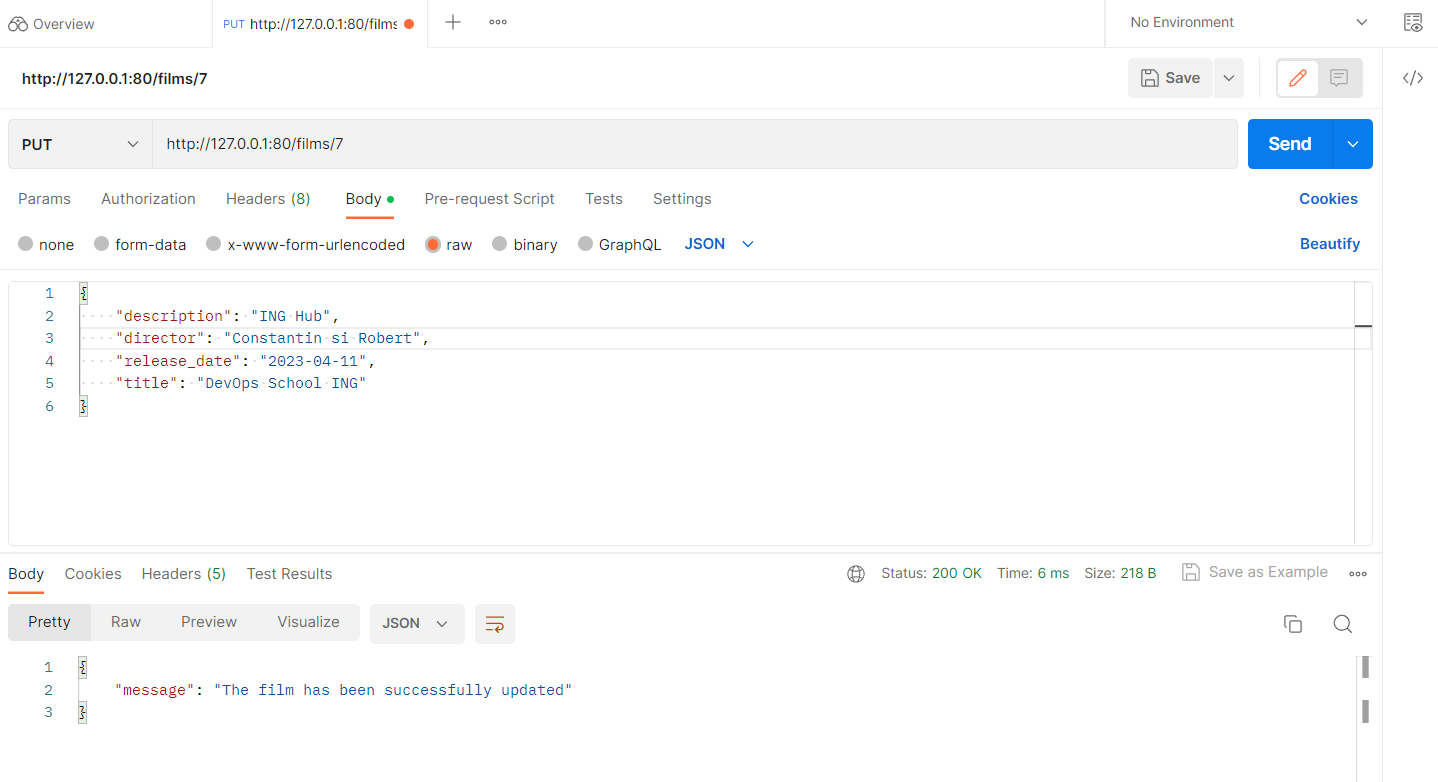 Overview
PUT http://127.0.0.1:80/films
No Environment
http://127.0.0.1:80/films/7
Save
PUT http://127.0.0.1:80/films/7 Send
Params Authorization Headers (8) Body Pre-request Script Tests Settings Cookies
none form-data x-www-form-urlencoded raw binary GraphQL JSON Beautify
1 {
2 "description": "ING Hub",
3 "director": "Constantin si Robert",
4 "release_date": "2023-04-11",
5 "title": "DevOps School ING"
6 }
Body Cookies Headers (5) Test Results Status: 200 OK Time: 6 ms Size: 218 B Save as Example
Pretty Raw Preview Visualize JSON
1 {
2 "message": "The film has been successfully updated"
3 }